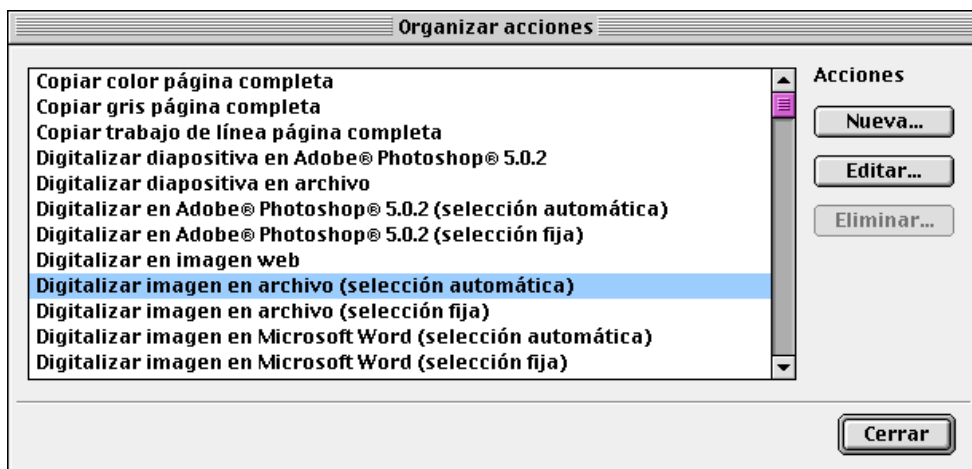 Organizar acciones
Copiar color página completa
Copiar gris página completa
Copiar trabajo de línea página completa
Digitalizar diapositiva en Adobe® Photoshop® 5.0.2
Digitalizar diapositiva en archivo
Digitalizar en Adobe® Photoshop® 5.0.2 (selección automática)
Digitalizar en Adobe® Photoshop® 5.0.2 (selección fija)
Digitalizar en imagen web
Digitalizar imagen en archivo (selección automática)
Digitalizar imagen en archivo (selección fija)
Digitalizar imagen en Microsoft Word (selección automática)
Digitalizar imagen en Microsoft Word (selección fija)
Acciones
Nueva...
Editar...
Eliminar...
Cerrar